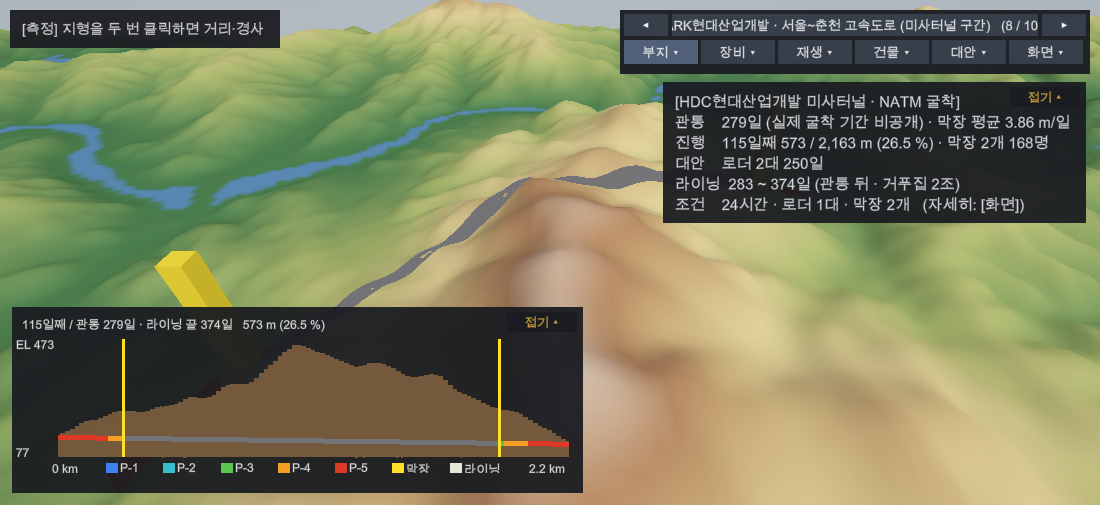 [측정] 지형을 두 번 클릭하면 거리·경사
◂ .RK현대산업개발 · 서울~춘천 고속도로 (미사터널 구간) (8 / 10 ▸
부지 ▾ 장비 ▾ 재생 ▾ 건물 ▾ 대안 ▾ 화면 ▾
[HDC현대산업개발 미사터널 · NATM 굴착] 접기 ▴
관통 279일 (실제 굴착 기간 비공개) · 막장 평균 3.86 m/일
진행 115일째 573 / 2,163 m (26.5 %) · 막장 2개 168명
대안 로더 2대 250일
라이닝 283 ~ 374일 (관통 뒤 · 거푸집 2조)
조건 24시간 · 로더 1대 · 막장 2개 (자세히: [화면])
115일째 / 관통 279일 · 라이닝 끝 374일 573 m (26.5 %) 접기 ▴
EL 473
77
0 km P-1 P-2 P-3 P-4 P-5 막장 라이닝 2.2 km